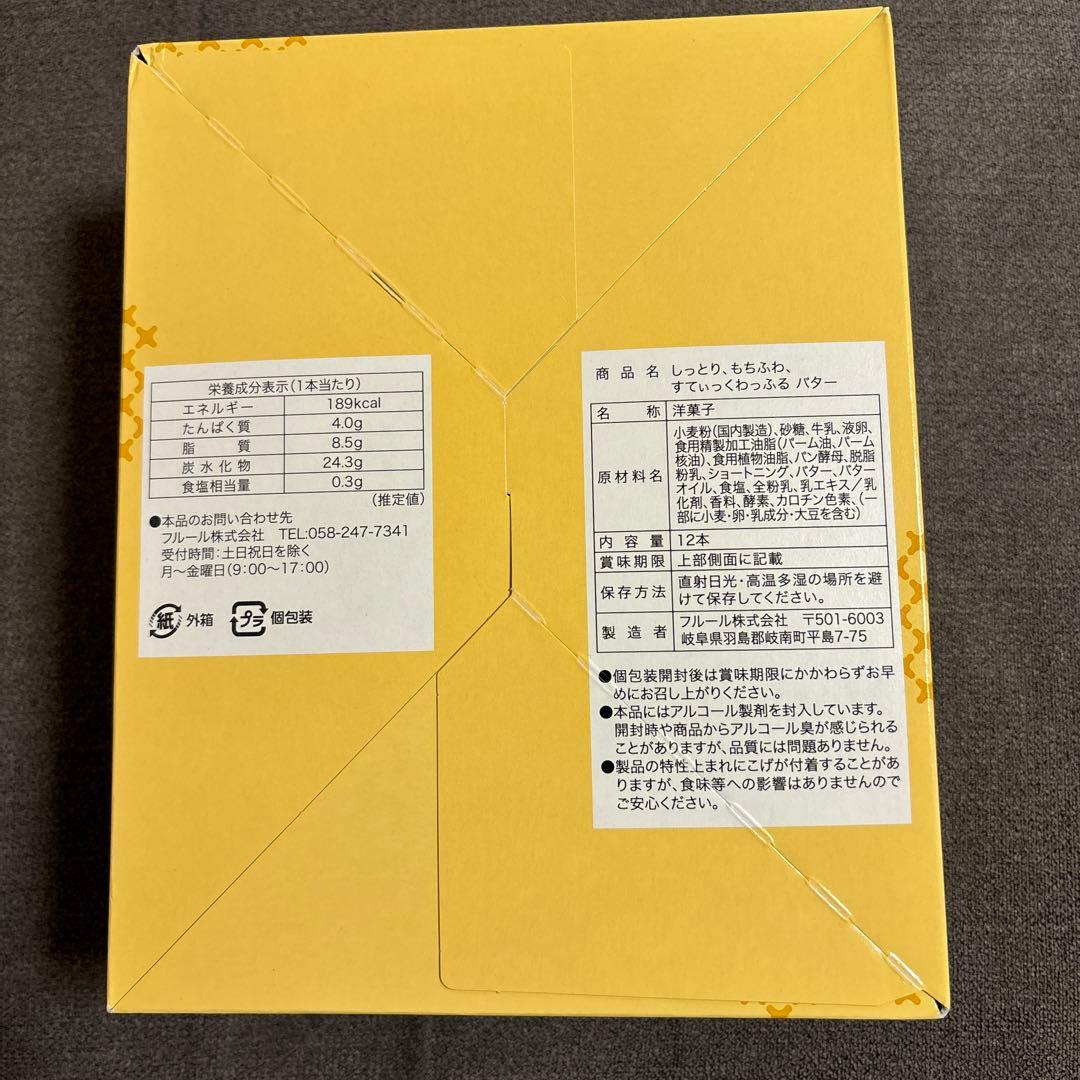 栄養成分表示(1本当たり)
エネルギー 189kcal
たんぱく質 4.0g
脂質 8.5g
炭水化物 24.3g
食塩相当量 0.3g
(推定値)
●本品のお問い合わせ先
フルール株式会社 TEL:058-247-7341
受付時間:土日祝日を除く
月〜金曜日(9:00〜17:00)
紙 外箱 プラ 個包装
商品名 しっとり、もちふわ、
すてぃっくわっふる バター
名称 洋菓子
原材料名 小麦粉(国内製造)、砂糖、牛乳、液卵、
食用精製加工油脂(パーム油、パーム
核油)、食用植物油脂、パン酵母、脱脂
粉乳、ショートニング、バター、バター
オイル、食塩、全粉乳、乳エキス/乳
化剤、香料、酵素、カロチン色素、(一
部に小麦・卵・乳成分・大豆を含む)
内容量 12本
賞味期限 上部側面に記載
保存方法 直射日光・高温多湿の場所を避
けて保存してください。
製造者 フルール株式会社 〒501-6003
岐阜県羽島郡岐南町平島7-75
●個包装開封後は賞味期限にかかわらずお早
めにお召し上がりください。
●本品にはアルコール製剤を封入しています。
開封時や商品からアルコール臭が感じられる
ことがありますが、品質には問題ありません。
●製品の特性上まれにこげが付着することがあ
りますが、食味等への影響はありませんので
ご安心ください。